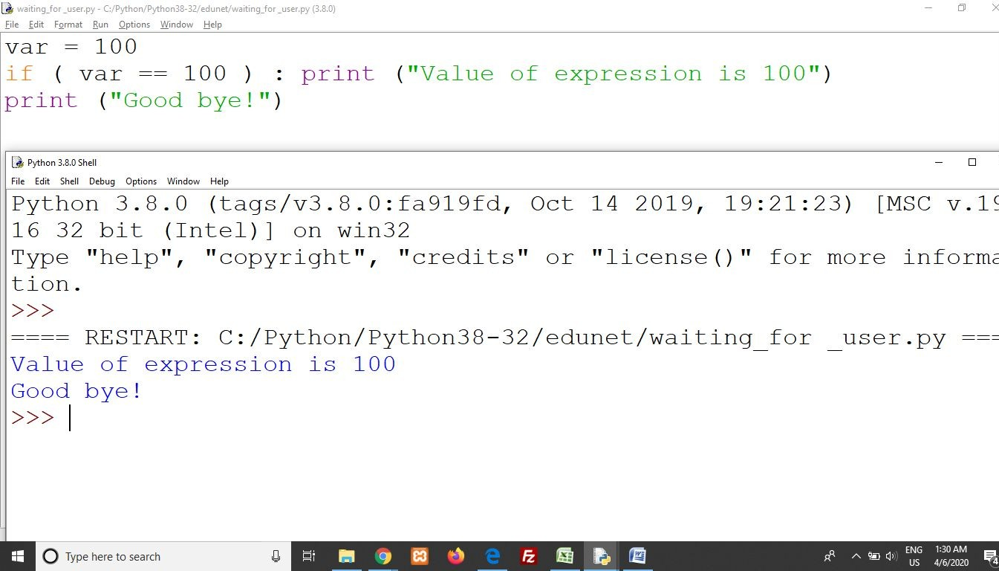 waiting_for _user.py - C:/Python/Python38-32/edunet/waiting_for _user.py (3.8.0)
File Edit Format Run Options Window Help
var = 100
if ( var == 100 ) : print ("Value of expression is 100")
print ("Good bye!")
Python 3.8.0 Shell
File Edit Shell Debug Options Window Help
Python 3.8.0 (tags/v3.8.0:fa919fd, Oct 14 2019, 19:21:23) [MSC v.19
16 32 bit (Intel)] on win32
Type "help", "copyright", "credits" or "license()" for more informa
tion.
>>>
==== RESTART: C:/Python/Python38-32/edunet/waiting_for _user.py ===
Value of expression is 100
Good bye!
>>>
Type here to search
ENG
US
1:30 AM
4/6/2020
4